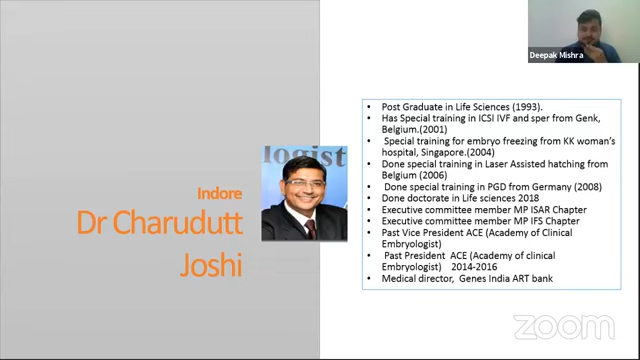 Deepak Mishra
logist
Indore
Dr Charudutt
Joshi
• Post Graduate in Life Sciences (1993).
• Has Special training in ICSI IVF and sper from Genk,
Belgium.(2001)
• Special training for embryo freezing from KK woman's
hospital, Singapore.(2004)
• Done special training in Laser Assisted hatching from
Belgium (2006)
• Done special training in PGD from Germany (2008)
• Done doctorate in Life sciences 2018
• Executive committee member MP ISAR Chapter
• Executive committee member MP IFS Chapter
• Past Vice President ACE (Academy of Clinical
Embryologist)
• Past President ACE (Academy of clinical
Embryologist) 2014-2016
• Medical director, Genes India ART bank
zoom